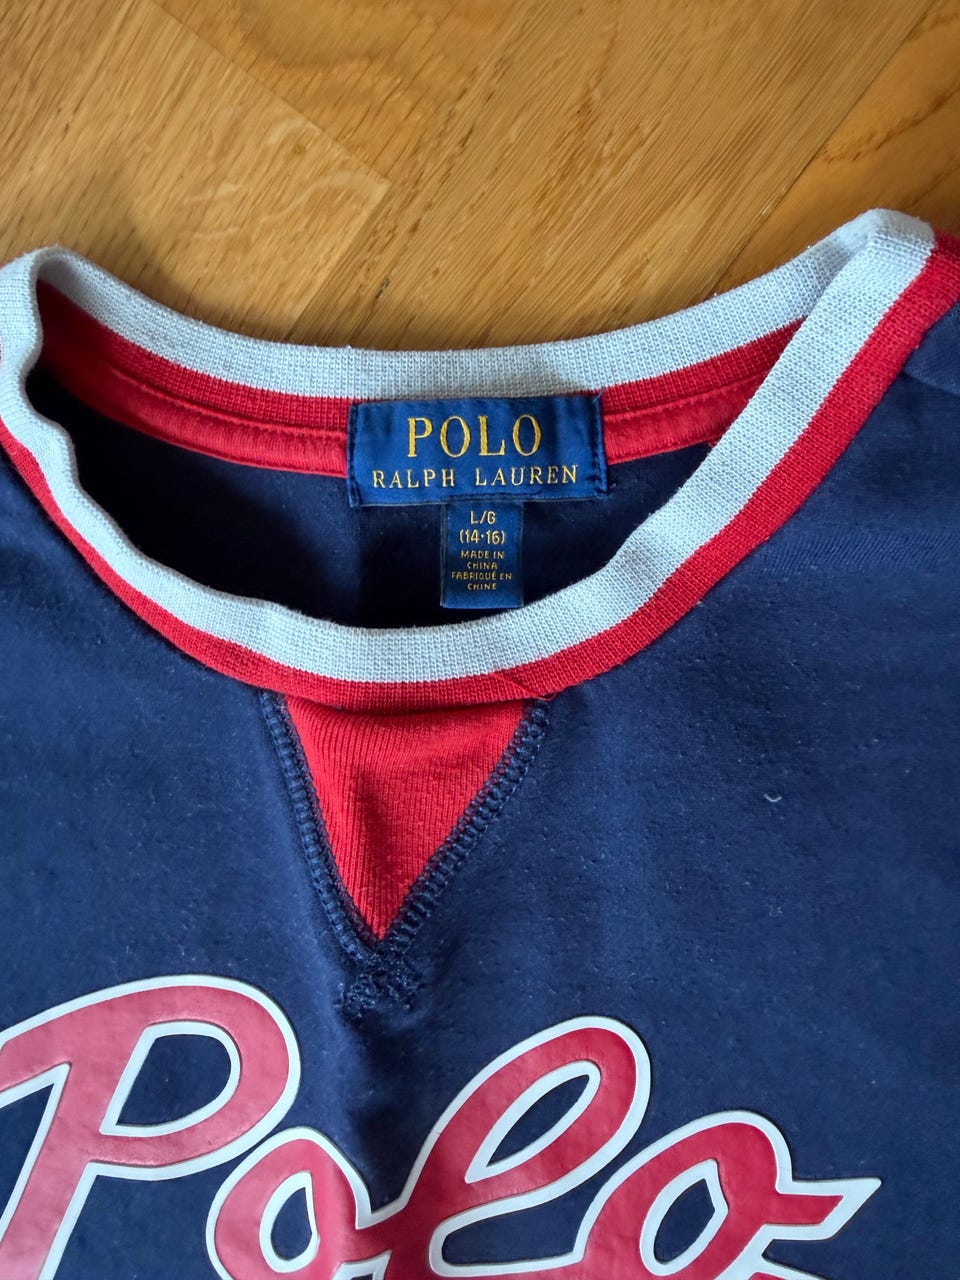 POLO
RALPH LAUREN
L/G
(14-16)
MADE IN
CHINA
FABRIQUÉ EN
CHINE
Polo